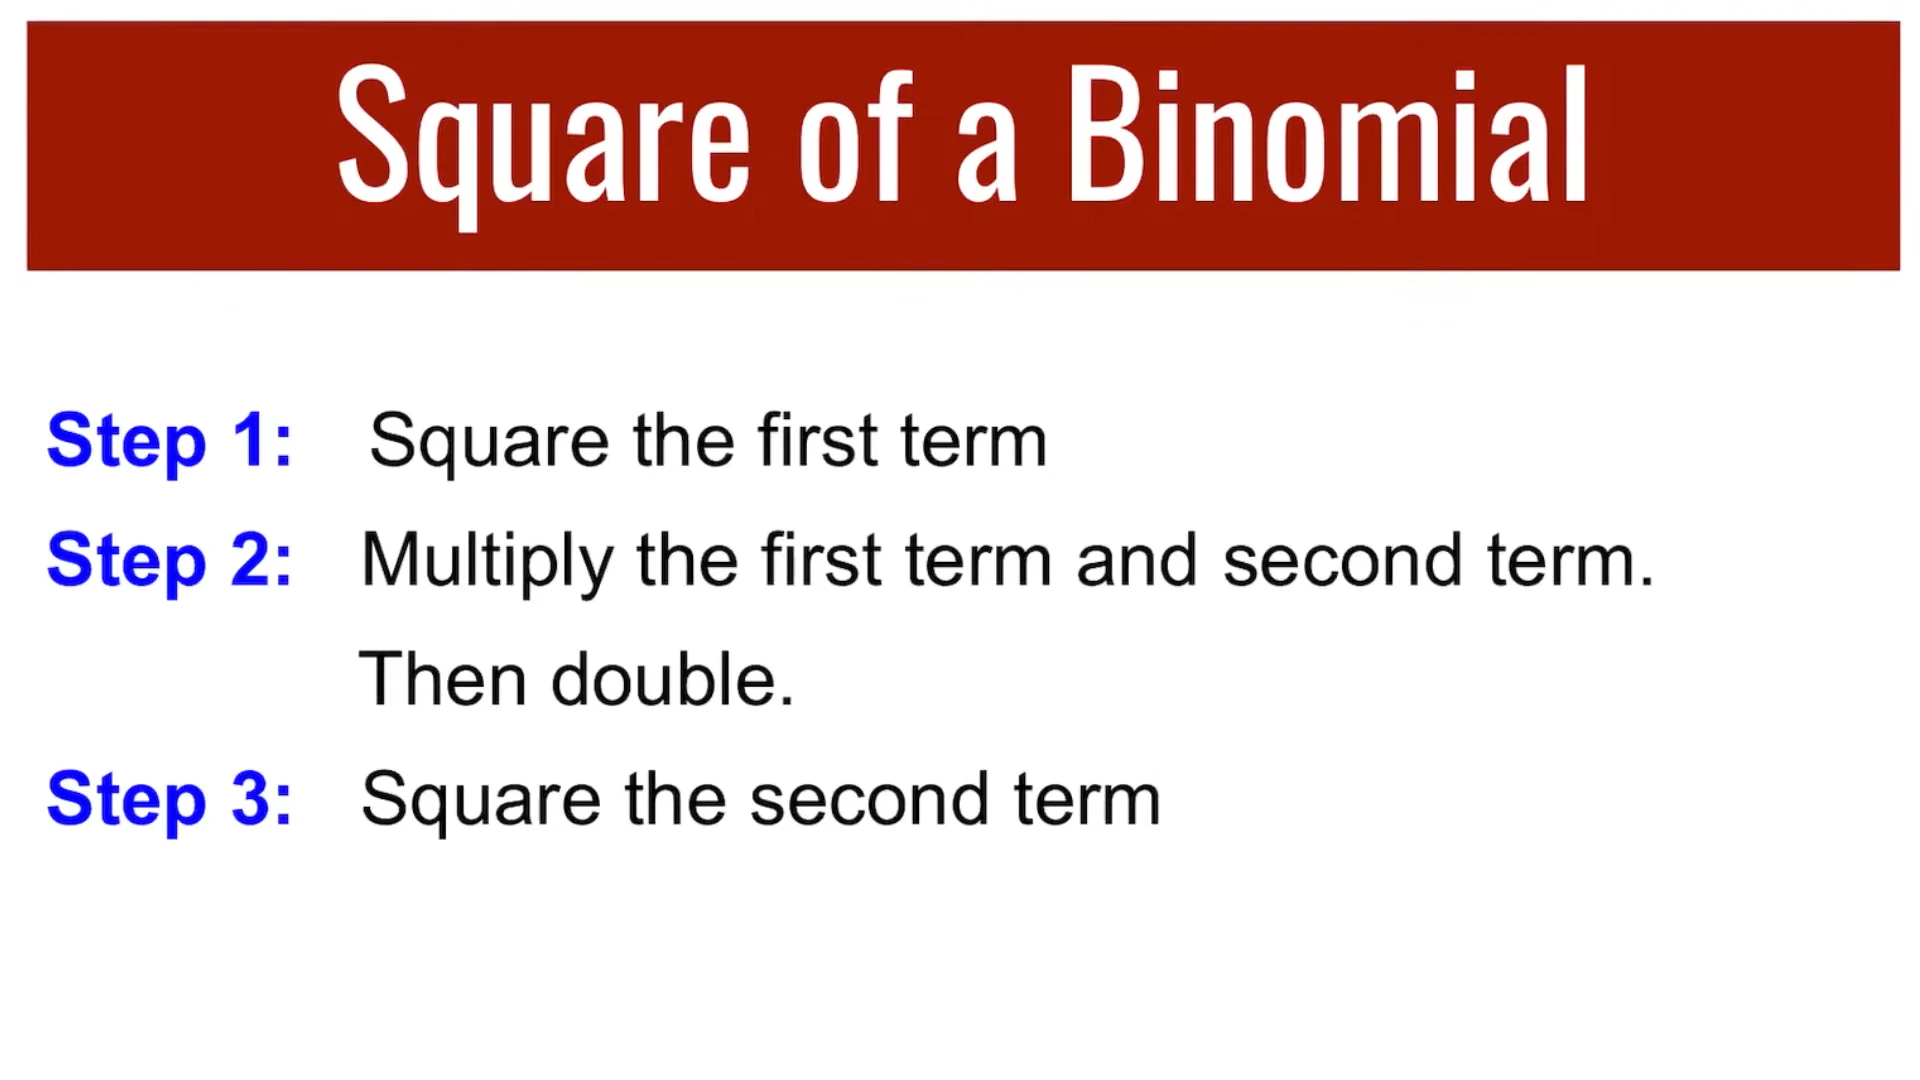 Square of a Binomial
Step 1: Square the first term
Step 2: Multiply the first term and second term.
Then double.
Step 3: Square the second term